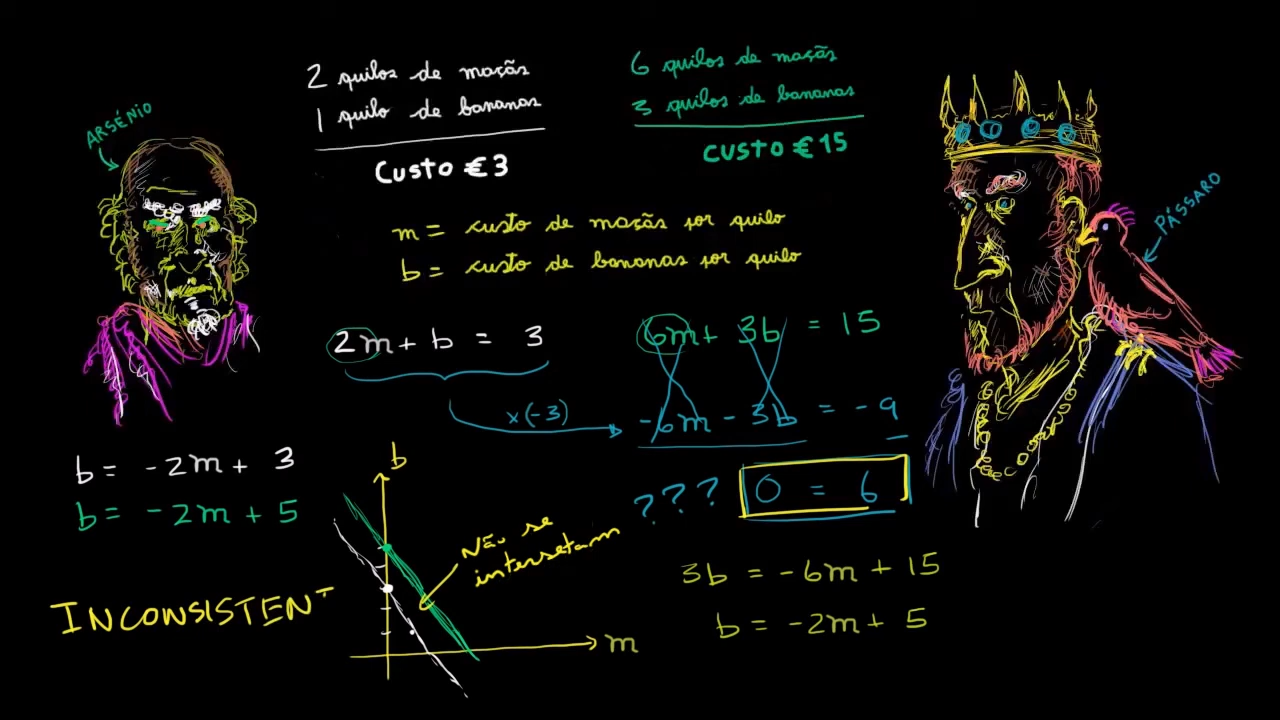 2 quilos de maçãs
1 quilo de bananas
CUSTO €3
6 quilos de maçãs
3 quilos de bananas
CUSTO €15
ARSÉNIO
PÁSSARO
m = custo de maçãs por quilo
b = custo de bananas por quilo
2m + b = 3
6m + 3b = 15
x(-3)
-6m - 3b = -9
??? 0 = 6
b = -2m + 3
b = -2m + 5
b
m
NÃO se
intersetam
3b = -6m + 15
b = -2m + 5
INCONSISTENT